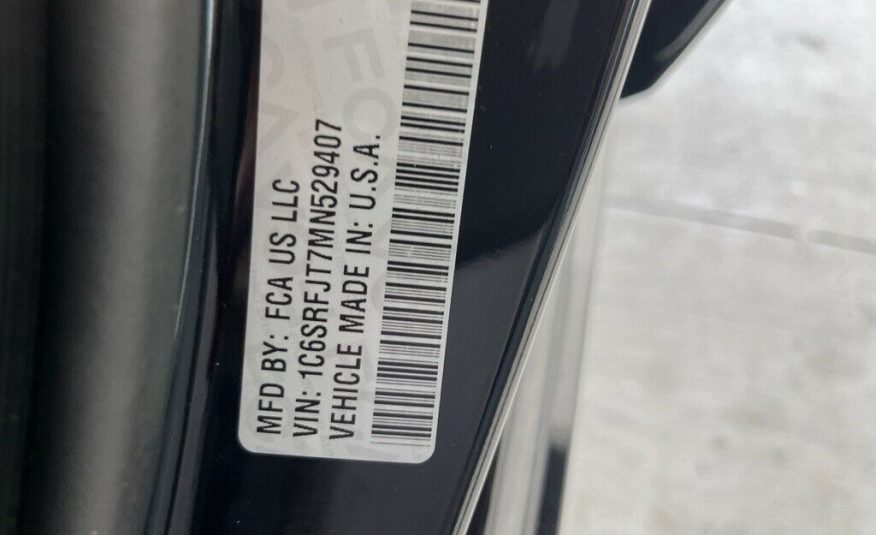 MFD BY: FCA US LLC
VIN: 1C6SRFJT7MN529407
VEHICLE MADE IN: U.S.A.